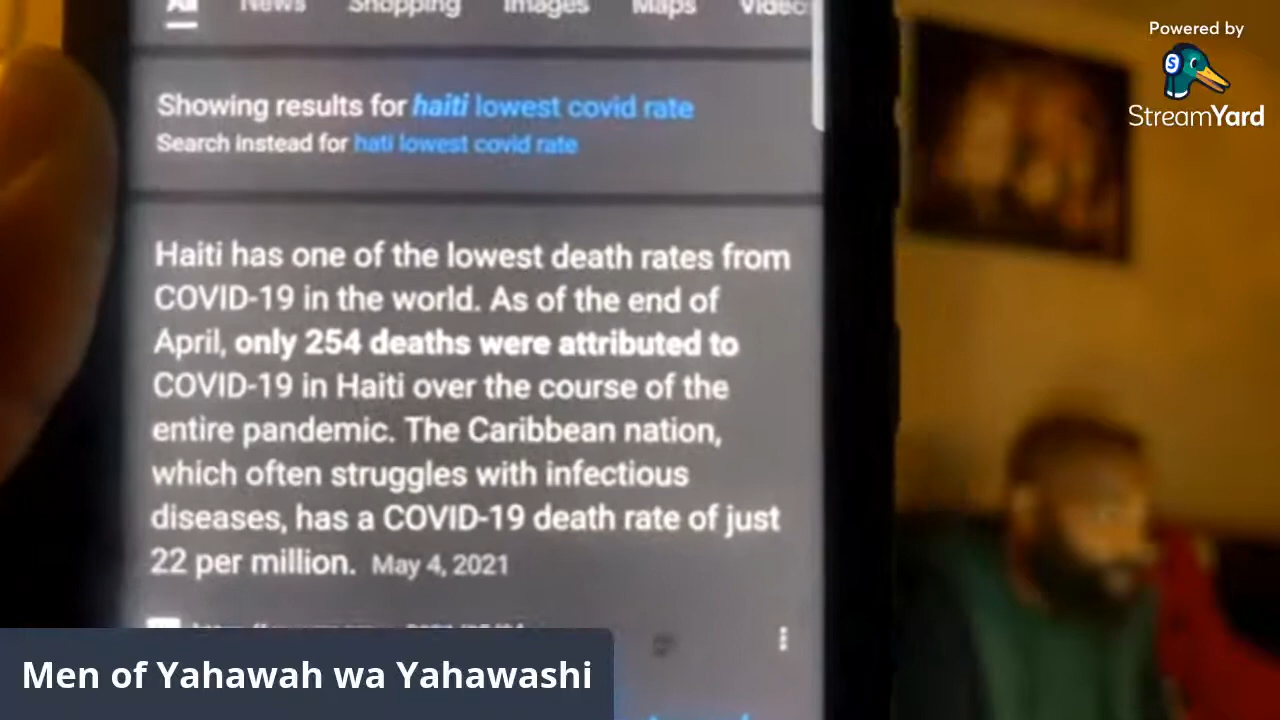 All News Shopping Images Maps Videos
Powered by
StreamYard
Showing results for haiti lowest covid rate
Search instead for hati lowest covid rate
Haiti has one of the lowest death rates from
COVID-19 in the world. As of the end of
April, only 254 deaths were attributed to
COVID-19 in Haiti over the course of the
entire pandemic. The Caribbean nation,
which often struggles with infectious
diseases, has a COVID-19 death rate of just
22 per million. May 4, 2021
Men of Yahawah wa Yahawashi